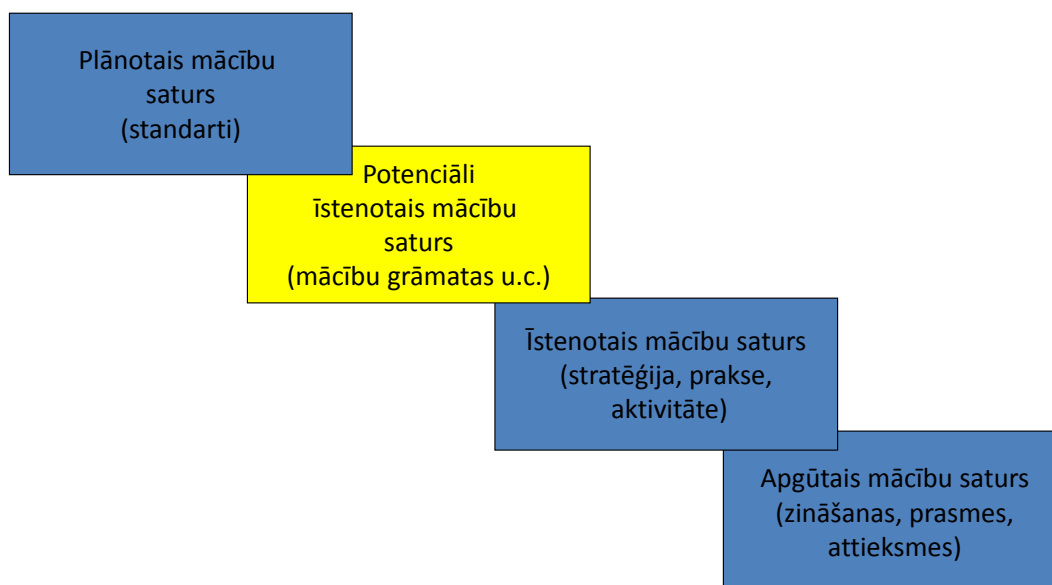 Plānotais mācību
saturs
(standarti)
Potenciāli
īstenotais mācību
saturs
(mācību grāmatas u.c.)
Īstenotais mācību saturs
(stratēģija, prakse,
aktivitāte)
Apgūtais mācību saturs
(zināšanas, prasmes,
attieksmes)